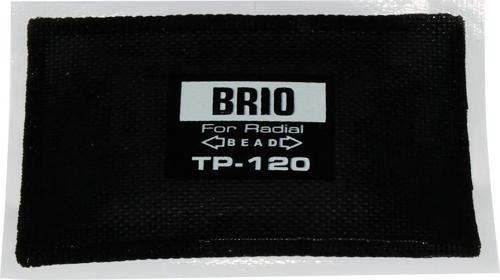 BRIO
For Radial
BEAD
TP-120